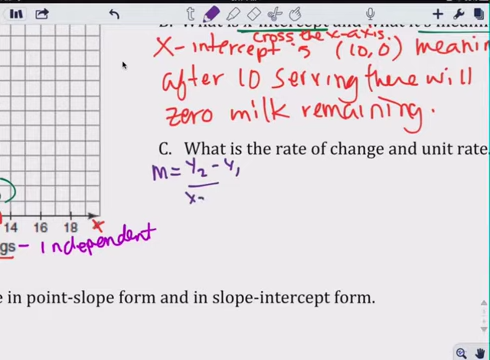 cross the x-axis.
X-intercept is (10,0) meanin
after 10 serving there will
zero milk remaining.
C. What is the rate of change and unit rate
m = y₂ - y₁
x-
14 16 18 x
gs - independent
e in point-slope form and in slope-intercept form.